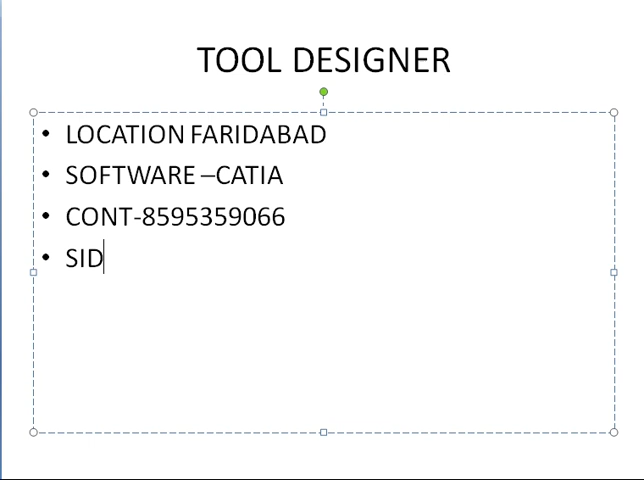 TOOL DESIGNER
• LOCATION FARIDABAD
• SOFTWARE –CATIA
• CONT-8595359066
• SID